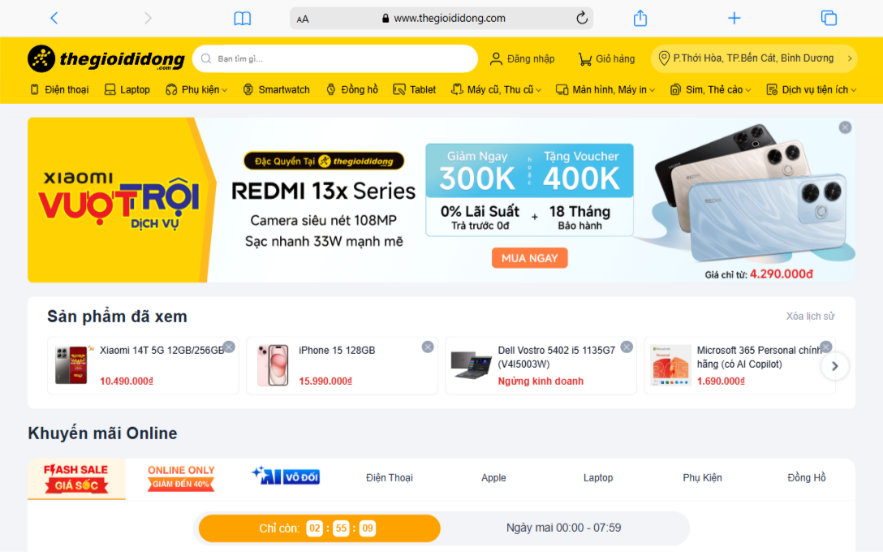 AA www.thegioididong.com
thegioididong
.com
Bạn tìm gì...
Đăng nhập
Giỏ hàng
P.Thới Hòa, TP.Bến Cát, Bình Dương
Điện thoại Laptop Phụ kiện Smartwatch Đồng hồ Tablet Máy cũ, Thu cũ Màn hình, Máy in Sim, Thẻ cào Dịch vụ tiện ích
xiaomi
VƯỢT TRỘI
DỊCH VỤ
Đặc Quyền Tại thegioididong
REDMI 13x Series
Camera siêu nét 108MP
Sạc nhanh 33W mạnh mẽ
Giảm Ngay
300K
HOẶC
Tặng Voucher
400K
0% Lãi Suất
Trả trước 0đ
+
18 Tháng
Bảo hành
MUA NGAY
Giá chỉ từ: 4.290.000đ
Sản phẩm đã xem
Xóa lịch sử
Xiaomi 14T 5G 12GB/256GB
10.490.000₫
iPhone 15 128GB
15.990.000₫
Dell Vostro 5402 i5 1135G7
(V4I5003W)
Ngừng kinh doanh
Microsoft 365 Personal chính
hãng (có AI Copilot)
1.690.000₫
Khuyến mãi Online
FLASH SALE
GIÁ SỐC
ONLINE ONLY
GIẢM ĐẾN 40%
AI VÔ ĐỐI
Điện Thoại
Apple
Laptop
Phụ Kiện
Đồng Hồ
Chỉ còn: 02 : 55 : 09
Ngày mai 00:00 - 07:59